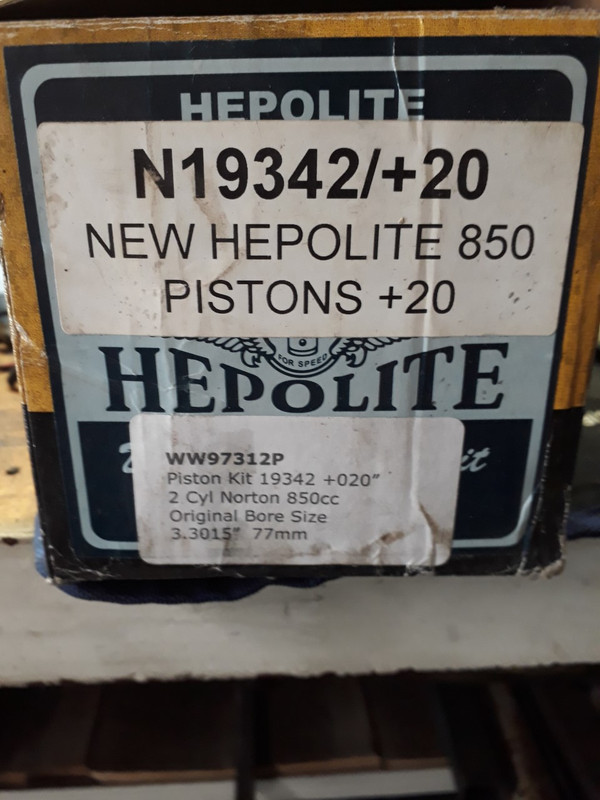 HEPOLITE
N19342/+20
NEW HEPOLITE 850
PISTONS +20
FOR SPEED
HEPOLITE
it
WW97312P
Piston Kit 19342 +020"
2 Cyl Norton 850cc
Original Bore Size
3.3015" 77mm